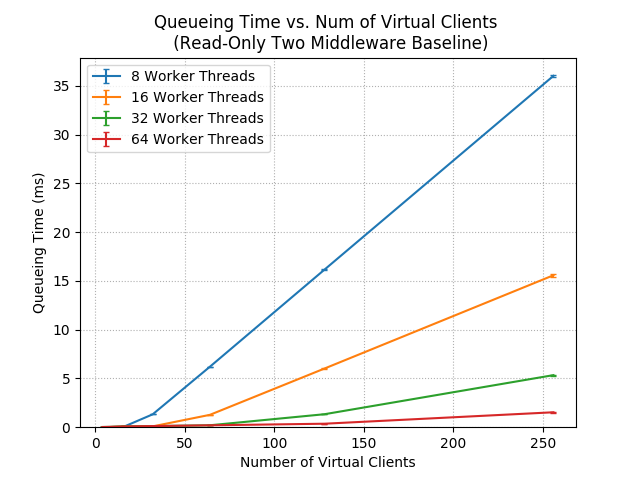 Queueing Time vs. Num of Virtual Clients
(Read-Only Two Middleware Baseline)
8 Worker Threads
16 Worker Threads
32 Worker Threads
64 Worker Threads
Queueing Time (ms)
35
30
25
20
15
10
5
0
0 50 100 150 200 250
Number of Virtual Clients